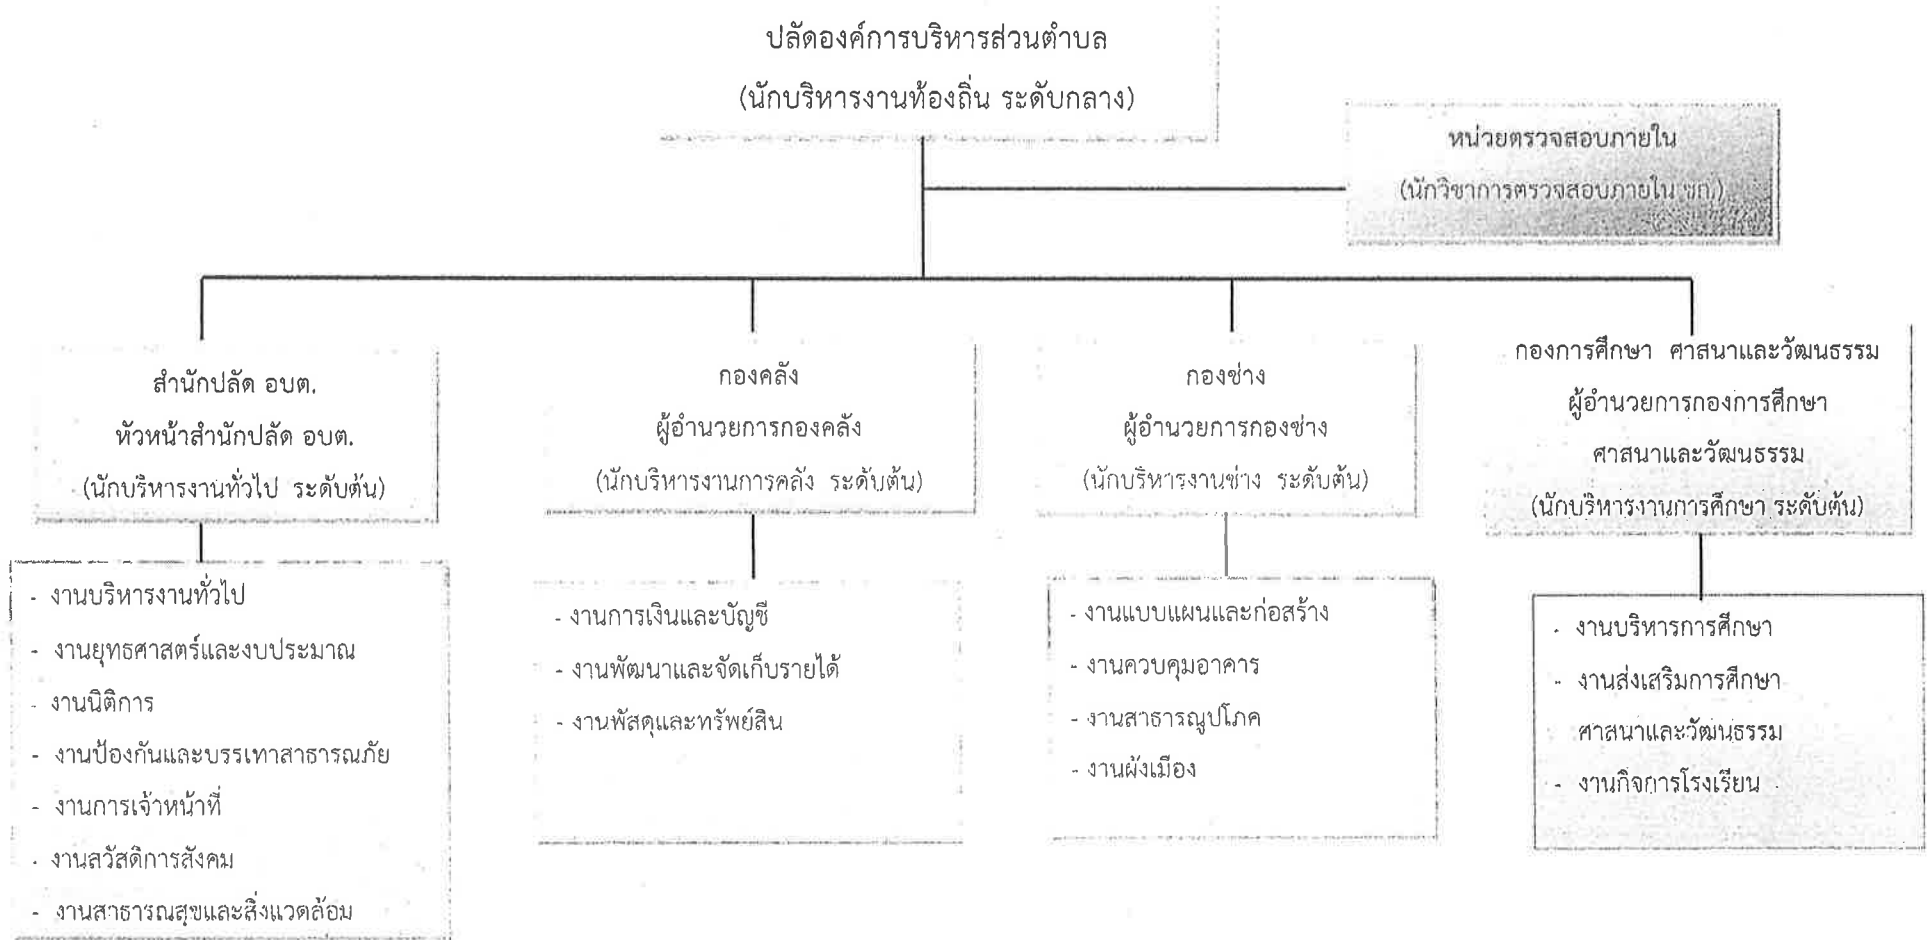 ปลัดองค์การบริหารส่วนตำบล
(นักบริหารงานท้องถิ่น ระดับกลาง)
หน่วยตรวจสอบภายใน
(นักวิชาการตรวจสอบภายใน ชก.)
สำนักปลัด อบต.
หัวหน้าสำนักปลัด อบต.
(นักบริหารงานทั่วไป ระดับต้น)
กองคลัง
ผู้อำนวยการกองคลัง
(นักบริหารงานการคลัง ระดับต้น)
กองช่าง
ผู้อำนวยการกองช่าง
(นักบริหารงานช่าง ระดับต้น)
กองการศึกษา ศาสนาและวัฒนธรรม
ผู้อำนวยการกองการศึกษา
ศาสนาและวัฒนธรรม
(นักบริหารงานการศึกษา ระดับต้น)
- งานบริหารงานทั่วไป
- งานยุทธศาสตร์และงบประมาณ
- งานนิติการ
- งานป้องกันและบรรเทาสาธารณภัย
- งานการเจ้าหน้าที่
- งานสวัสดิการสังคม
- งานสาธารณสุขและสิ่งแวดล้อม
- งานการเงินและบัญชี
- งานพัฒนาและจัดเก็บรายได้
- งานพัสดุและทรัพย์สิน
- งานแบบแผนและก่อสร้าง
- งานควบคุมอาคาร
- งานสาธารณูปโภค
- งานผังเมือง
- งานบริหารการศึกษา
- งานส่งเสริมการศึกษา
ศาสนาและวัฒนธรรม
- งานกิจการโรงเรียน